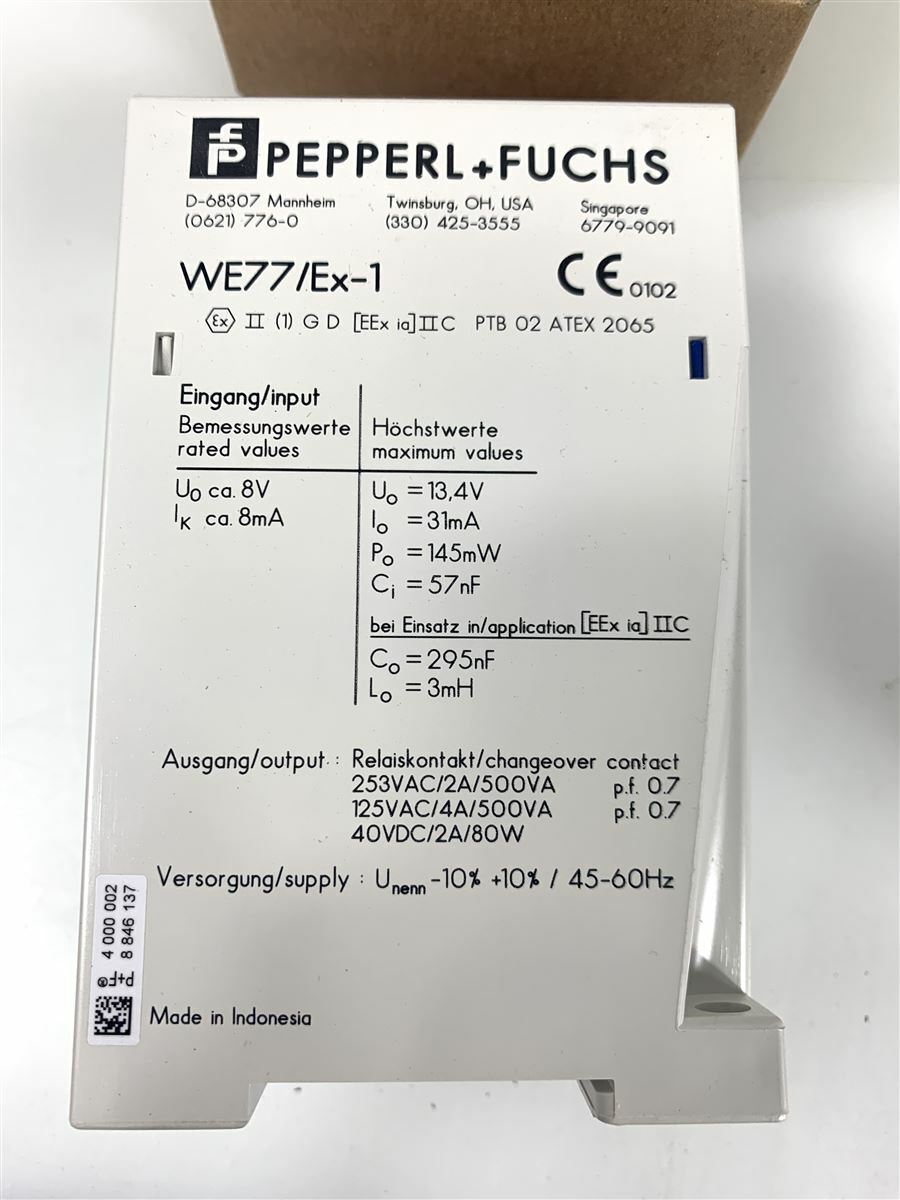 PEPPERL+FUCHS
D-68307 Mannheim Twinsburg, OH, USA Singapore
(0621) 776-0 (330) 425-3555 6779-9091
WE77/Ex-1 CE 0102
Ex II (1) G D [EEx ia] IIC PTB 02 ATEX 2065
Eingang/input
Bemessungswerte Höchstwerte
rated values maximum values
U0 ca. 8V Uo = 13,4V
IK ca. 8mA Io = 31mA
Po = 145mW
Ci = 57nF
bei Einsatz in/application [EEx ia] IIC
Co = 295nF
Lo = 3mH
Ausgang/output : Relaiskontakt/changeover contact
253VAC/2A/500VA p.f. 0.7
125VAC/4A/500VA p.f. 0.7
40VDC/2A/80W
Versorgung/supply : Unenn -10% +10% / 45-60Hz
4 000 002
P+F® 8 846 137
Made in Indonesia